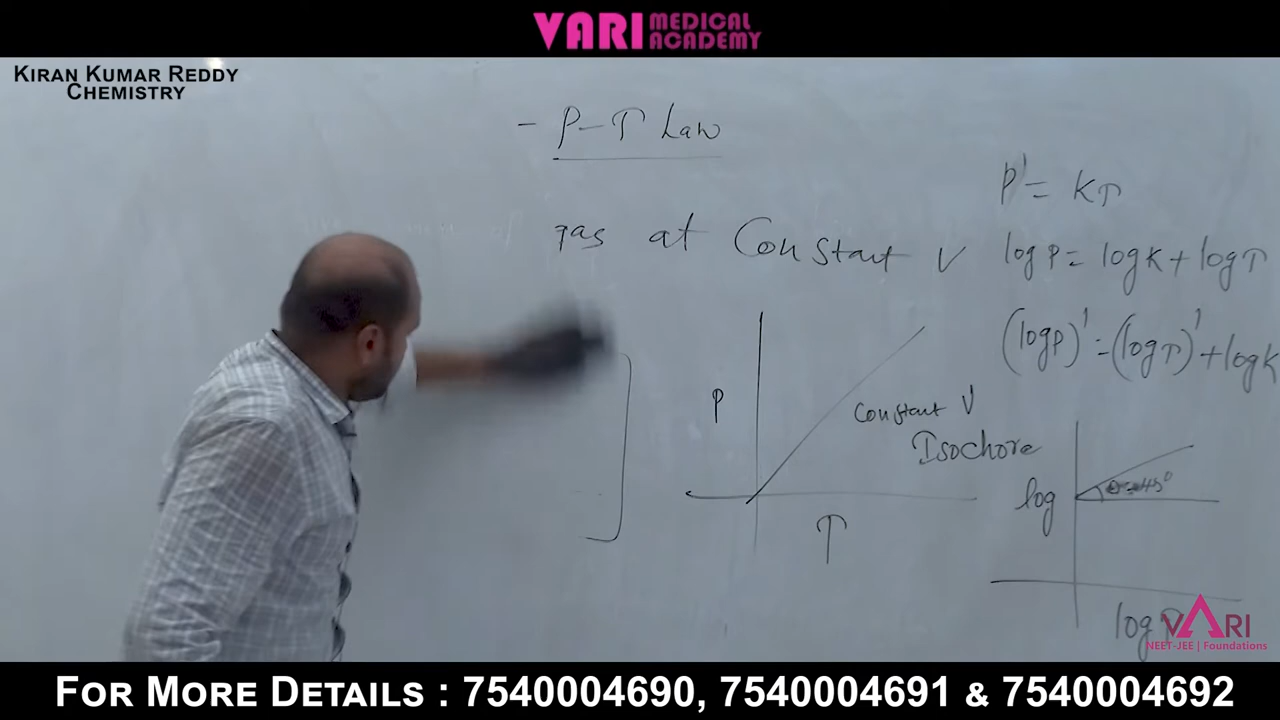 VARI MEDICAL ACADEMY
KIRAN KUMAR REDDY
CHEMISTRY
- P-T Law
gas at Constant V
P' = KT
log P = log K + log T
(log P)' = (log T)' + log K
P
Constant V
Isochore
T
log
θ=45°
log
VARI
NEET-JEE | Foundations
FOR MORE DETAILS : 7540004690, 7540004691 & 7540004692